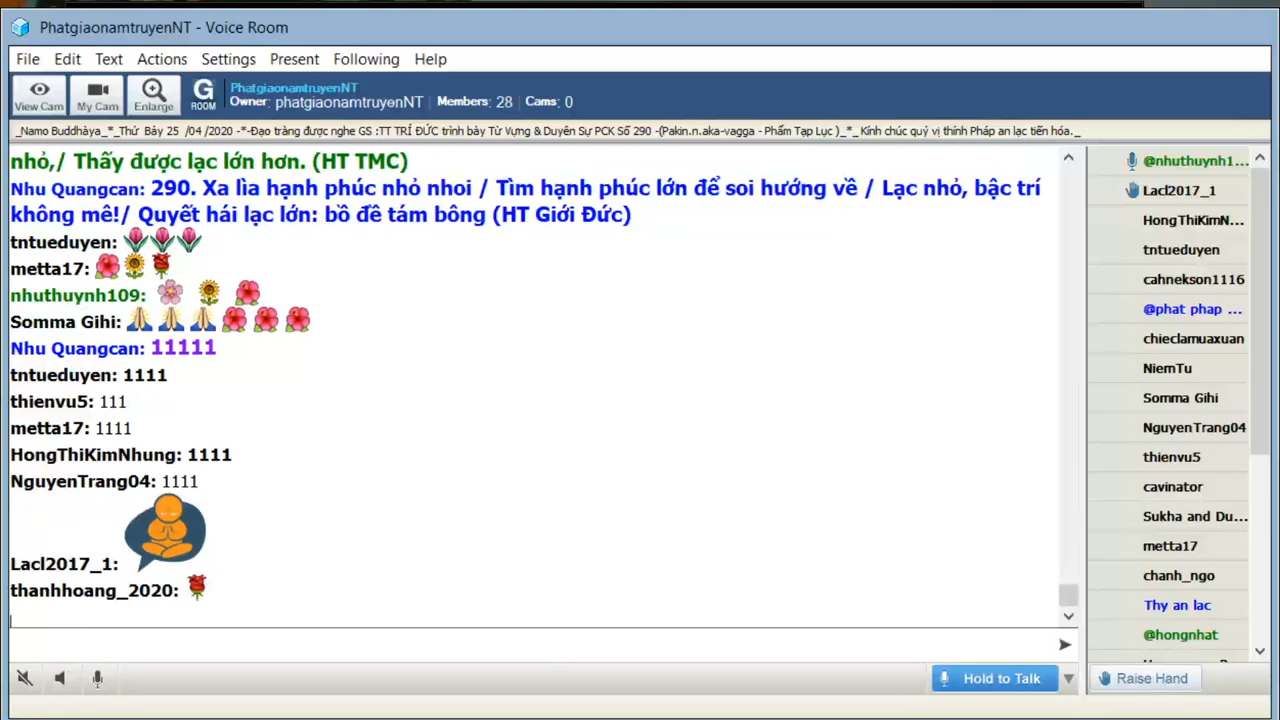 PhatgiaonamtruyenNT - Voice Room
File Edit Text Actions Settings Present Following Help
View Cam My Cam Enlarge G ROOM
PhatgiaonamtruyenNT
Owner: phatgiaonamtruyenNT Members: 28 Cams: 0
_Namo Buddhàya_*_Thứ Bảy 25 /04 /2020 -*-Đạo tràng được nghe GS :TT TRÍ ĐỨC trình bày Từ Vựng & Duyên Sự PCK Số 290 -(Pakin.n.aka-vagga - Phẩm Tạp Lục )_*_ Kính chúc quý vị thính Pháp an lạc tiến hóa._
nhỏ,/ Thấy được lạc lớn hơn. (HT TMC)
Nhu Quangcan: 290. Xa lìa hạnh phúc nhỏ nhoi / Tìm hạnh phúc lớn để soi hướng về / Lạc nhỏ, bậc trí
không mê!/ Quyết hái lạc lớn: bồ đề tám bông (HT Giới Đức)
tntueduyen:
metta17:
nhuthuynh109:
Somma Gihi:
Nhu Quangcan: 11111
tntueduyen: 1111
thienvu5: 111
metta17: 1111
HongThiKimNhung: 1111
NguyenTrang04: 1111
Lacl2017_1:
thanhhoang_2020:
@nhuthuynh1...
Lacl2017_1
HongThiKimN...
tntueduyen
cahnekson1116
@phat phap ...
chieclamuaxuan
NiemTu
Somma Gihi
NguyenTrang04
thienvu5
cavinator
Sukha and Du...
metta17
chanh_ngo
Thy an lac
@hongnhat
Hold to Talk
Raise Hand